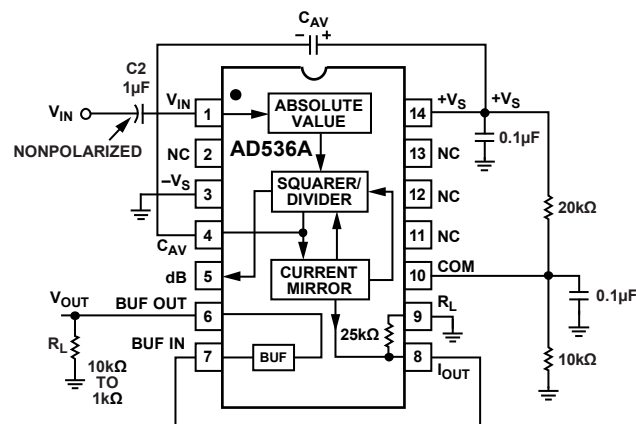 CAV
– +
C2
1µF
VIN
NONPOLARIZED
VIN
1
NC
2
–VS
3
4
CAV
dB
5
VOUT
BUF OUT
6
BUF IN
7
RL
10kΩ
TO
1kΩ
ABSOLUTE
VALUE
AD536A
SQUARER/
DIVIDER
CURRENT
MIRROR
25kΩ
BUF
+VS
+VS
14
0.1µF
13
NC
12
NC
11
NC
20kΩ
COM
10
0.1µF
RL
9
8
IOUT
10kΩ